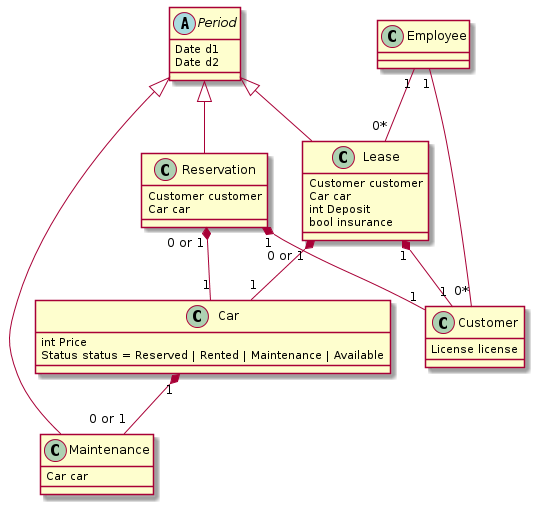 A Period
Date d1
Date d2
C Employee
1
1
0*
C Reservation
Customer customer
Car car
C Lease
Customer customer
Car car
int Deposit
bool insurance
0 or 1
1
0 or 1
1
1
1
1
1
0*
C Car
int Price
Status status = Reserved | Rented | Maintenance | Available
C Customer
License license
1
0 or 1
C Maintenance
Car car